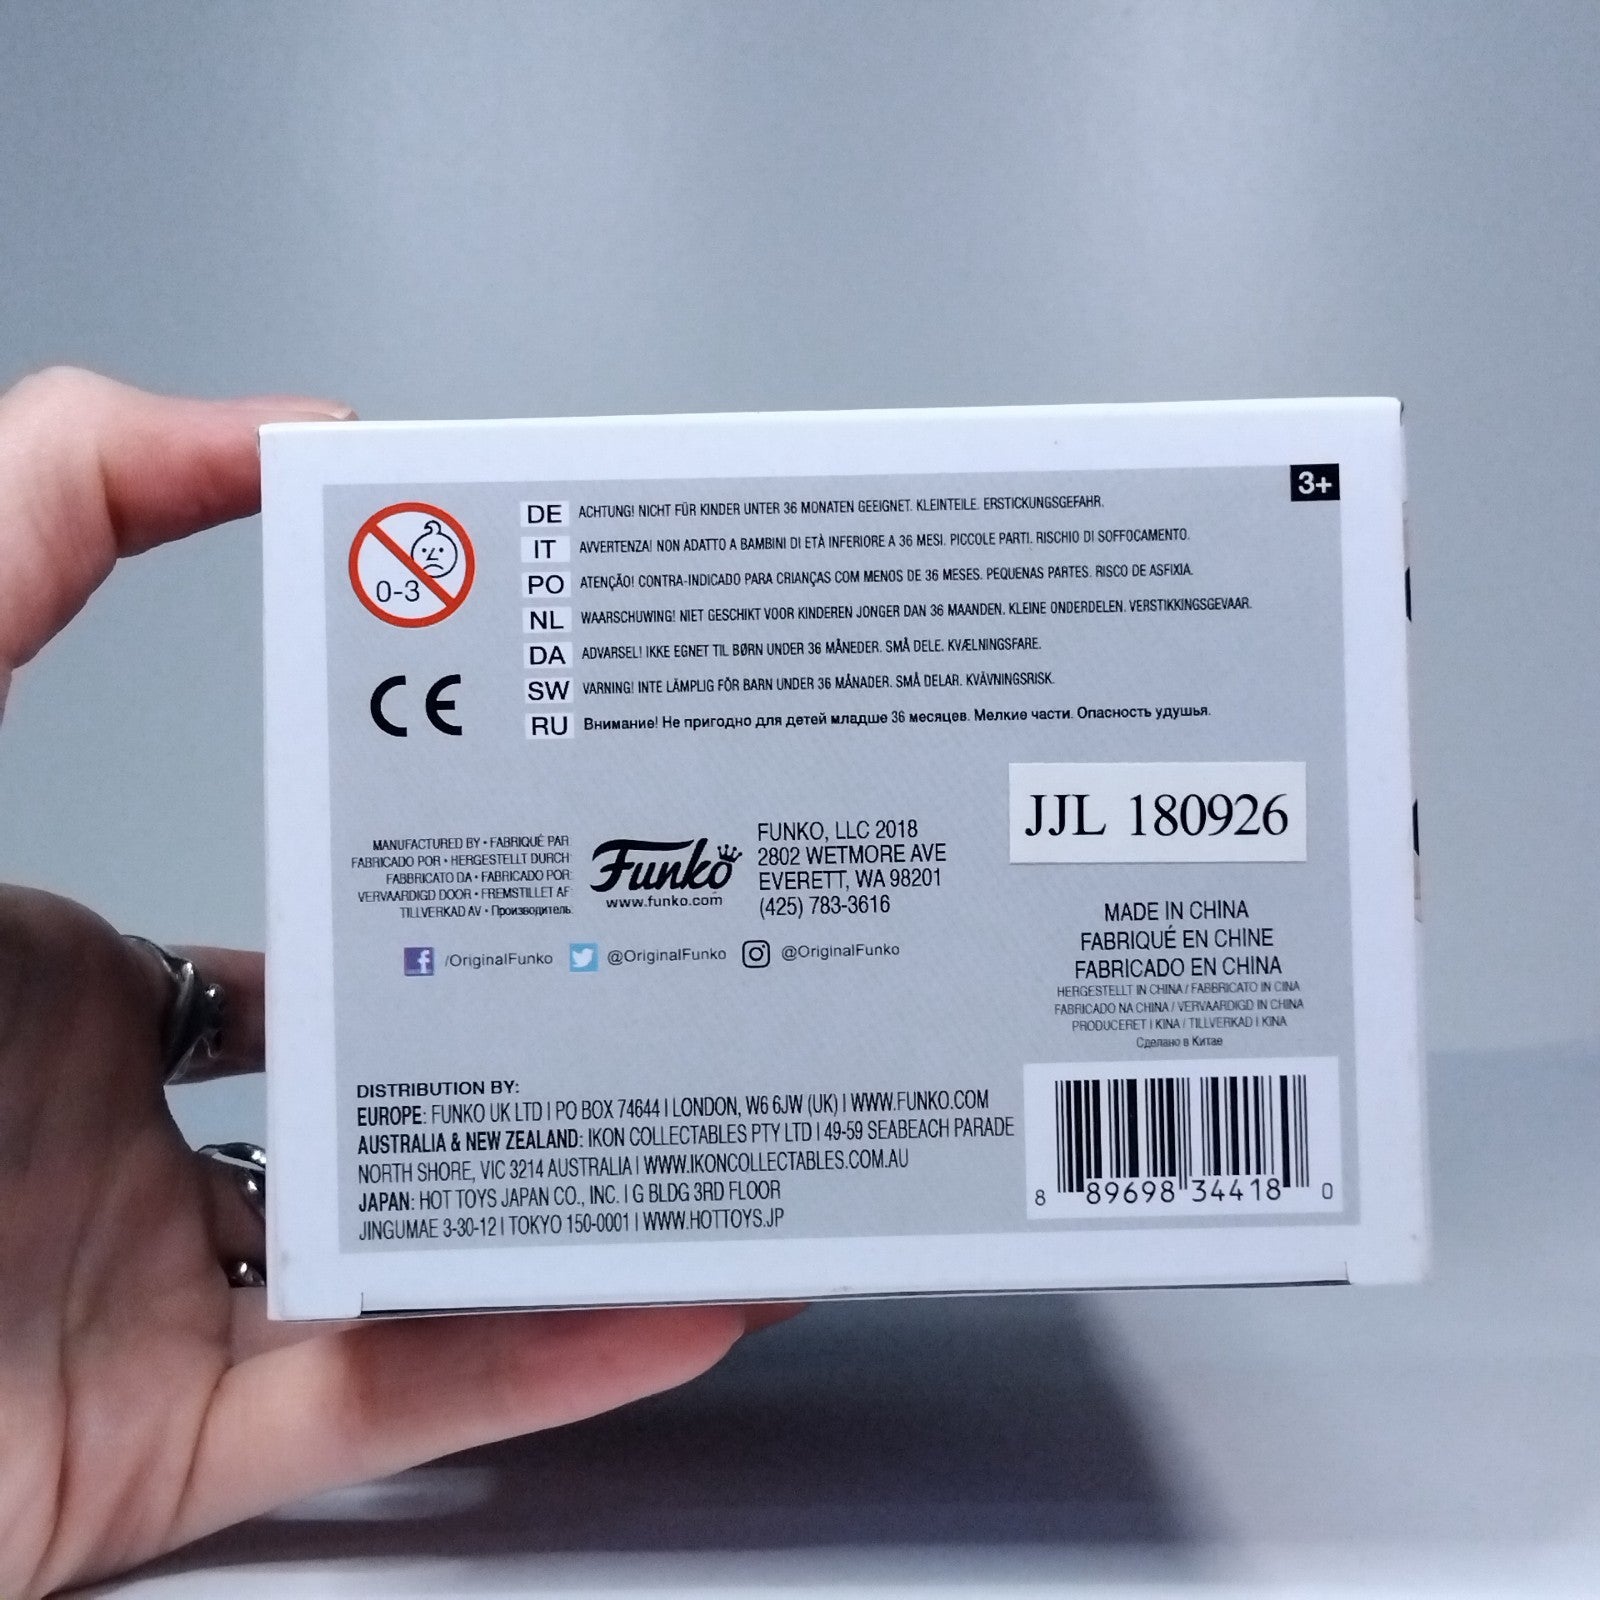 3+
0-3
CE
DE ACHTUNG! NICHT FÜR KINDER UNTER 36 MONATEN GEEIGNET. KLEINTEILE. ERSTICKUNGSGEFAHR.
IT AVVERTENZA! NON ADATTO A BAMBINI DI ETÀ INFERIORE A 36 MESI. PICCOLE PARTI. RISCHIO DI SOFFOCAMENTO.
PO ATENÇÃO! CONTRA-INDICADO PARA CRIANÇAS COM MENOS DE 36 MESES. PEQUENAS PARTES. RISCO DE ASFIXIA.
NL WAARSCHUWING! NIET GESCHIKT VOOR KINDEREN JONGER DAN 36 MAANDEN. KLEINE ONDERDELEN. VERSTIKKINGSGEVAAR.
DA ADVARSEL! IKKE EGNET TIL BØRN UNDER 36 MÅNEDER. SMÅ DELE. KVÆLNINGSFARE.
SW VARNING! INTE LÄMPLIG FÖR BARN UNDER 36 MÅNADER. SMÅ DELAR. KVÄVNINGSRISK.
RU Внимание! Не пригодно для детей младше 36 месяцев. Мелкие части. Опасность удушья.
JJL 180926
MANUFACTURED BY • FABRIQUÉ PAR:
FABRICADO POR • HERGESTELLT DURCH:
FABBRICATO DA • FABRICADO POR:
VERVAARDIGD DOOR • FREMSTILLET AF:
TILLVERKAD AV • Производитель:
Funko
www.funko.com
FUNKO, LLC 2018
2802 WETMORE AVE
EVERETT, WA 98201
(425) 783-3616
/OriginalFunko @OriginalFunko @OriginalFunko
MADE IN CHINA
FABRIQUÉ EN CHINE
FABRICADO EN CHINA
HERGESTELLT IN CHINA / FABBRICATO IN CINA
FABRICADO NA CHINA / VERVAARDIGD IN CHINA
PRODUCERET I KINA / TILLVERKAD I KINA
Сделано в Китае
DISTRIBUTION BY:
EUROPE: FUNKO UK LTD | PO BOX 74644 | LONDON, W6 6JW (UK) | WWW.FUNKO.COM
AUSTRALIA & NEW ZEALAND: IKON COLLECTABLES PTY LTD | 49-59 SEABEACH PARADE
NORTH SHORE, VIC 3214 AUSTRALIA | WWW.IKONCOLLECTABLES.COM.AU
JAPAN: HOT TOYS JAPAN CO., INC. | G BLDG 3RD FLOOR
JINGUMAE 3-30-12 | TOKYO 150-0001 | WWW.HOTTOYS.JP
8 89698 34418 0